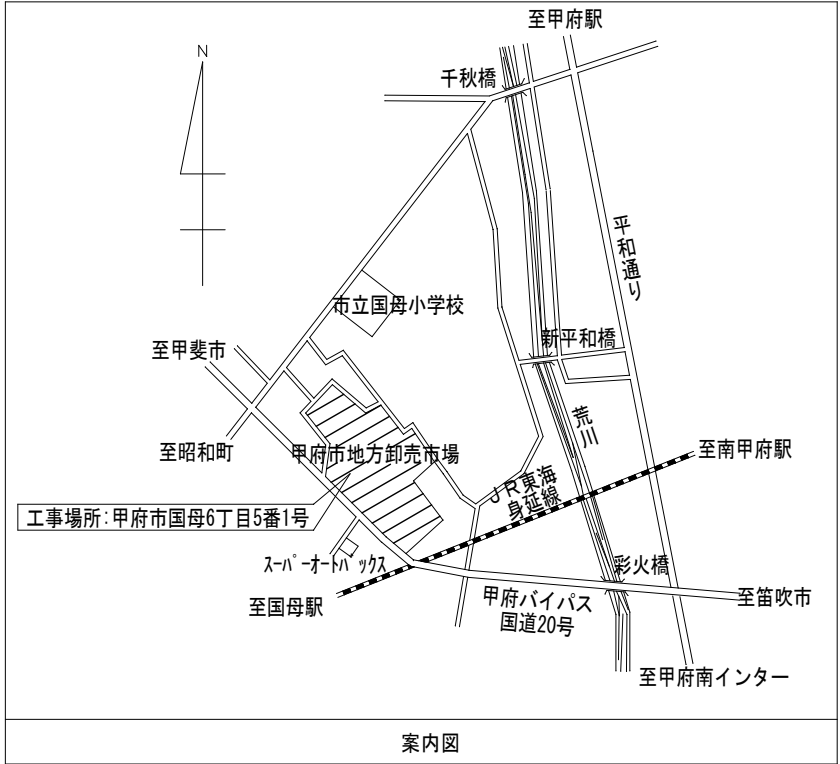 至甲府駅
N
千秋橋
平和通り
市立国母小学校
新平和橋
至甲斐市
荒川
至昭和町
甲府市地方卸売市場
至南甲府駅
JR東海
身延線
工事場所:甲府市国母6丁目5番1号
スーパーオートバックス
彩火橋
至国母駅
甲府バイパス
国道20号
至笛吹市
至甲府南インター
案内図